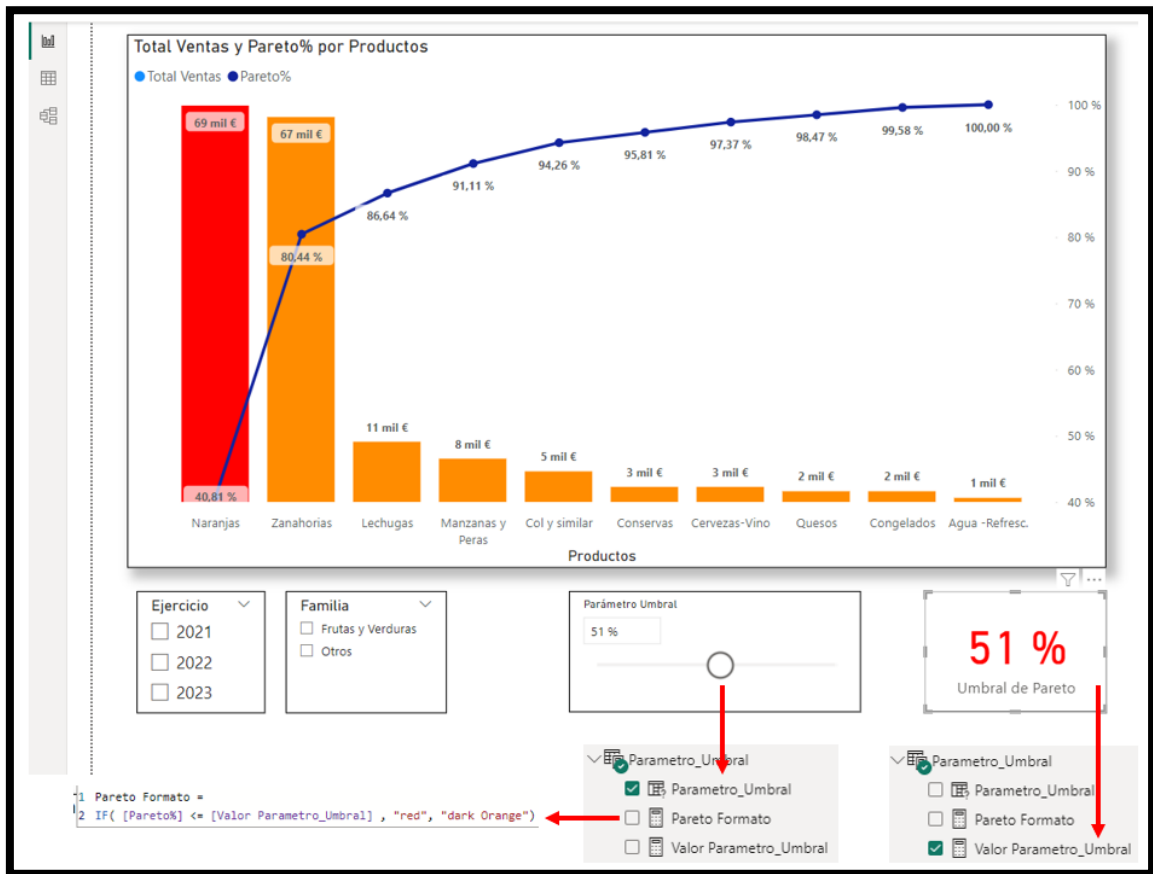 Total Ventas y Pareto% por Productos
Total Ventas Pareto%
69 mil €
67 mil €
11 mil €
8 mil €
5 mil €
3 mil €
3 mil €
2 mil €
2 mil €
1 mil €
40,81 %
80,44 %
86,64 %
91,11 %
94,26 %
95,81 %
97,37 %
98,47 %
99,58 %
100,00 %
100 %
90 %
80 %
70 %
60 %
50 %
40 %
Naranjas
Zanahorias
Lechugas
Manzanas y
Peras
Col y similar
Conservas
Cervezas-Vino
Quesos
Congelados
Agua -Refresc.
Productos
Ejercicio
2021
2022
2023
Familia
Frutas y Verduras
Otros
Parámetro Umbral
51 %
51 %
Umbral de Pareto
Parametro_Umbral
Parametro_Umbral
Pareto Formato
Valor Parametro_Umbral
Parametro_Umbral
Parametro_Umbral
Pareto Formato
Valor Parametro_Umbral
1 Pareto Formato =
2 IF( [Pareto%] <= [Valor Parametro_Umbral] , "red", "dark Orange")